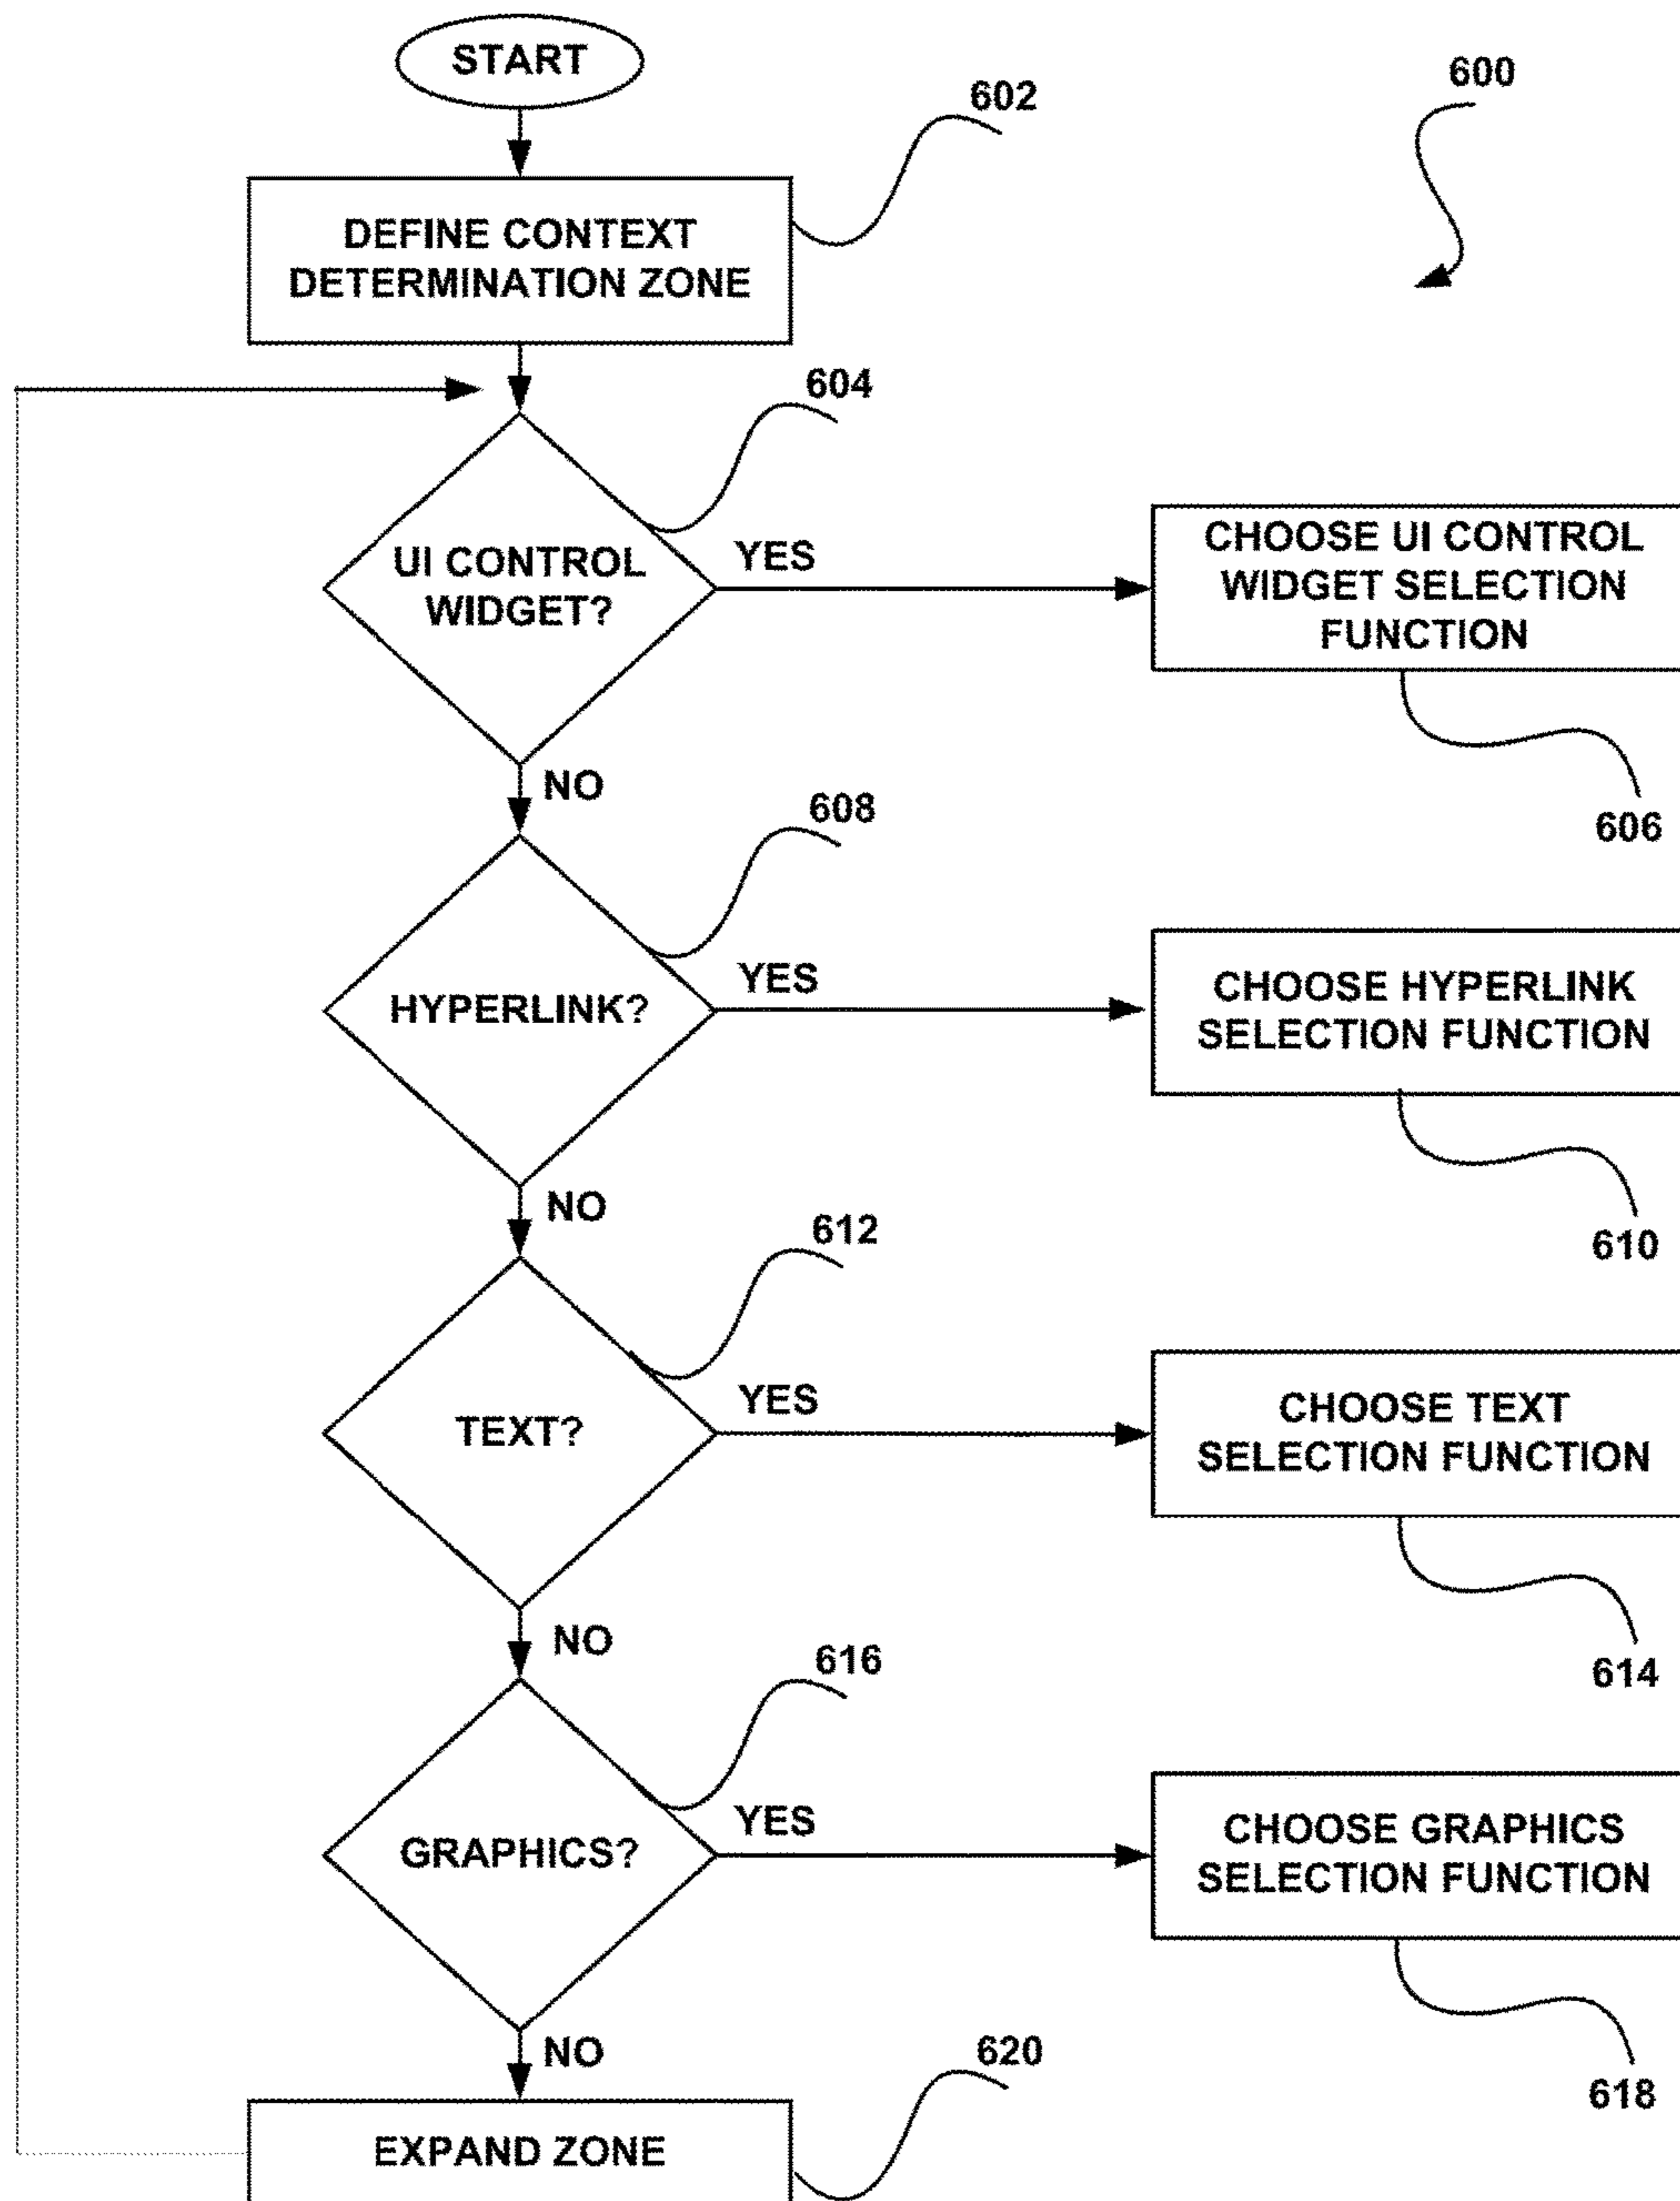 START
600
602
DEFINE CONTEXT
DETERMINATION ZONE
604
UI CONTROL
WIDGET?
YES
CHOOSE UI CONTROL
WIDGET SELECTION
FUNCTION
606
NO
608
HYPERLINK?
YES
CHOOSE HYPERLINK
SELECTION FUNCTION
610
NO
612
TEXT?
YES
CHOOSE TEXT
SELECTION FUNCTION
614
NO
616
GRAPHICS?
YES
CHOOSE GRAPHICS
SELECTION FUNCTION
618
NO
620
EXPAND ZONE